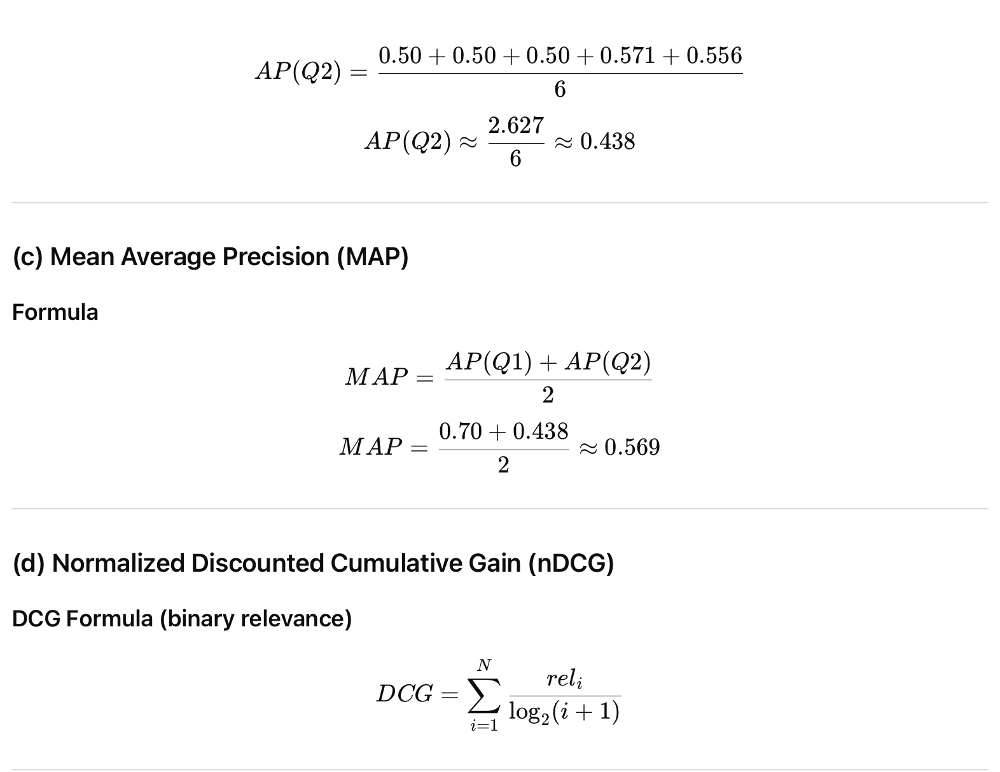 AP(Q2) = \frac{0.50 + 0.50 + 0.50 + 0.571 + 0.556}{6}
AP(Q2) ≈ \frac{2.627}{6} ≈ 0.438
(c) Mean Average Precision (MAP)
Formula
MAP = \frac{AP(Q1) + AP(Q2)}{2}
MAP = \frac{0.70 + 0.438}{2} ≈ 0.569
(d) Normalized Discounted Cumulative Gain (nDCG)
DCG Formula (binary relevance)
DCG = \sum_{i=1}^{N} \frac{rel_i}{\log_2(i + 1)}